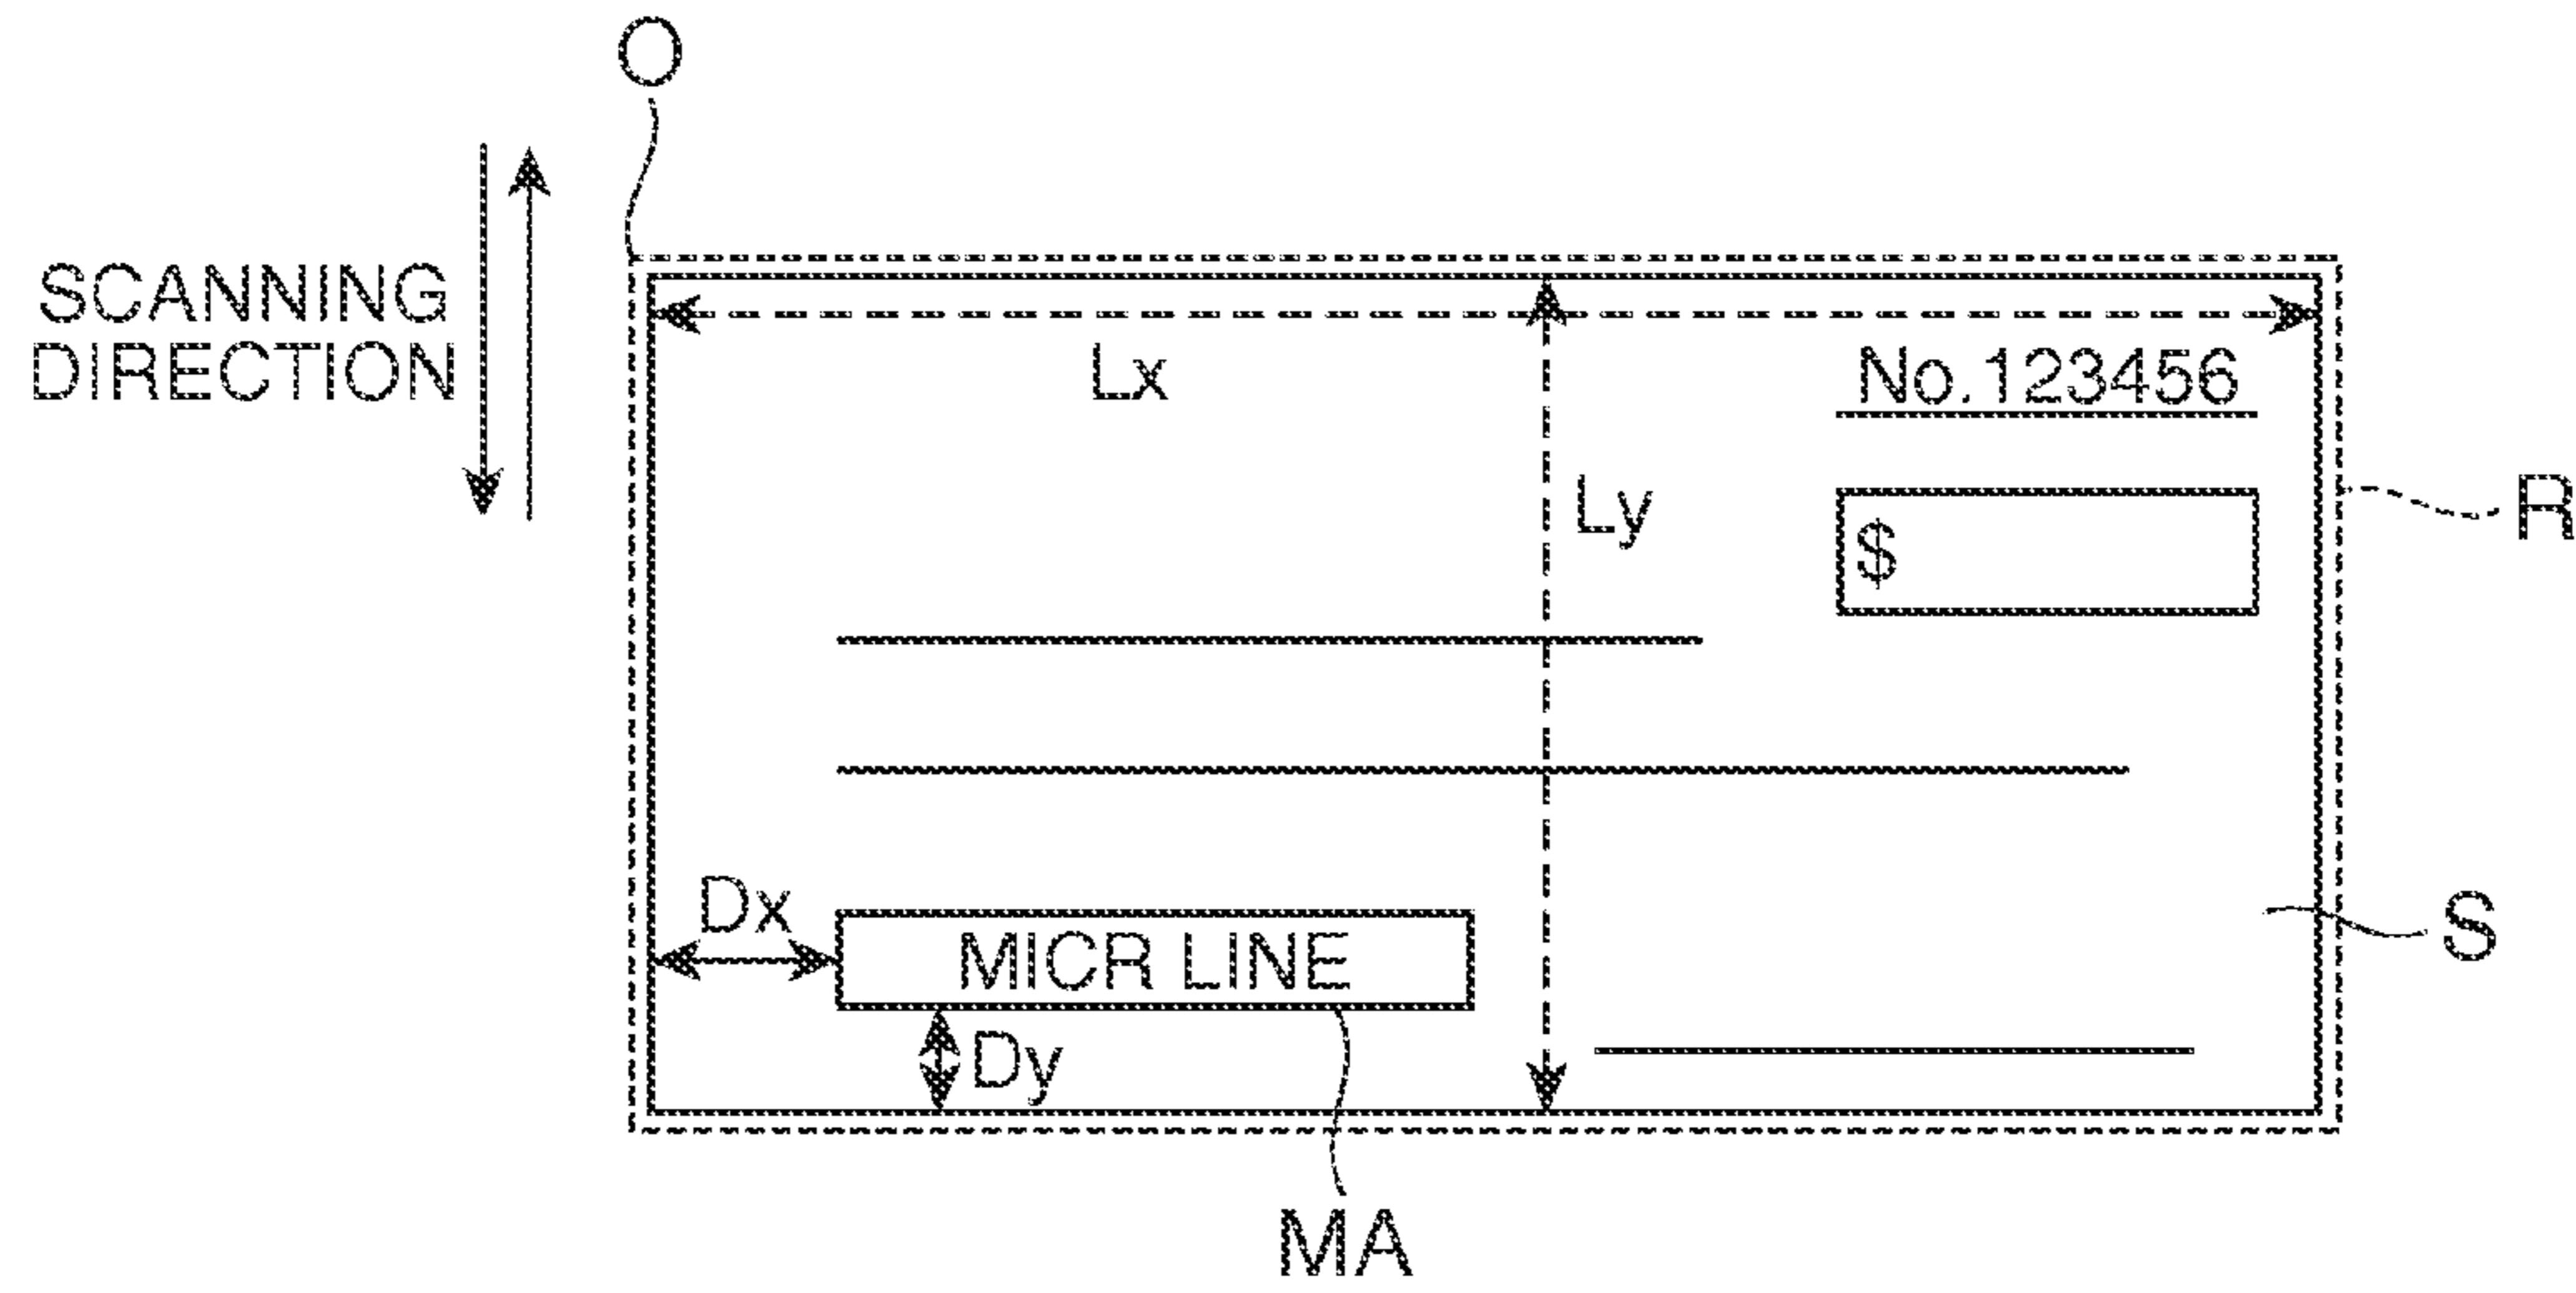 O
SCANNING
DIRECTION
Lx
No.123456
Ly
$
R
Dx
MICR LINE
S
Dy
MA